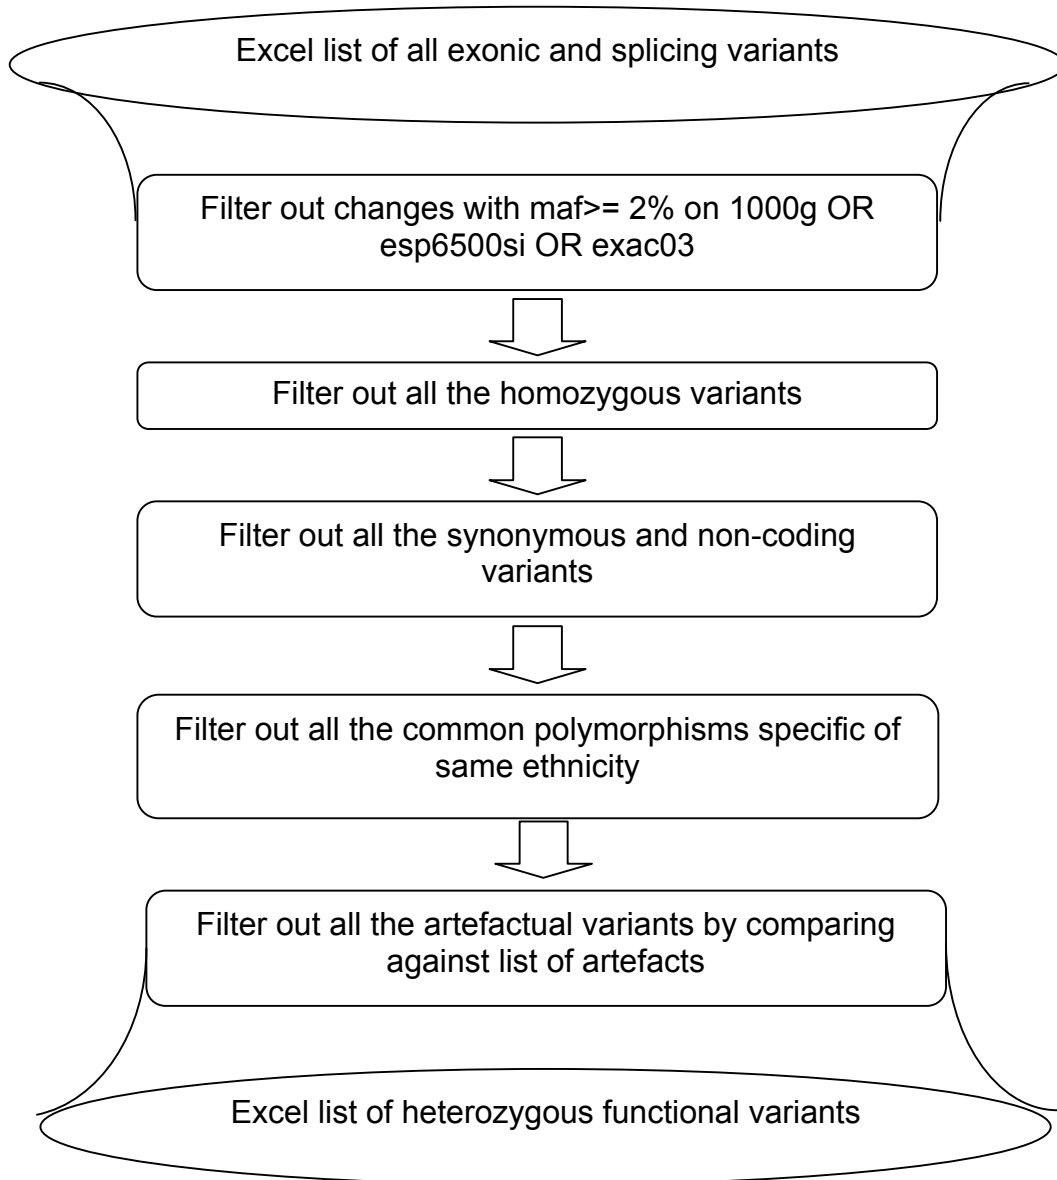 Excel list of all exonic and splicing variants
Filter out changes with maf>= 2% on 1000g OR
esp6500si OR exac03
Filter out all the homozygous variants
Filter out all the synonymous and non-coding
variants
Filter out all the common polymorphisms specific of
same ethnicity
Filter out all the artefactual variants by comparing
against list of artefacts
Excel list of heterozygous functional variants